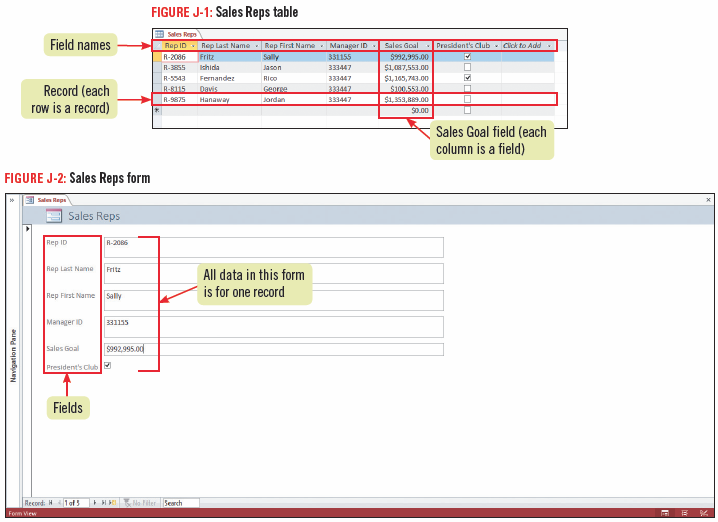 FIGURE J-1: Sales Reps table
Sales Reps
Field names
Rep ID Rep Last Name Rep First Name Manager ID Sales Goal President's Club Click to Add
R-2086 Fritz Sally 331155 $992,995.00
R-3855 Ishida Jason 333447 $1,087,553.00
R-5543 Fernandez Rico 333447 $1,165,743.00
R-8115 Davis George 333447 $100,553.00
R-9875 Hanaway Jordan 333447 $1,353,889.00
* $0.00
Record (each
row is a record)
Sales Goal field (each
column is a field)
FIGURE J-2: Sales Reps form
Sales Reps
Sales Reps
Rep ID R-2086
Rep Last Name Fritz
Rep First Name Sally
Manager ID 331155
Sales Goal $992,995.00
President's Club
All data in this form
is for one record
Fields
Navigation Pane
Record: 1 of 5 No Filter Search
Form View